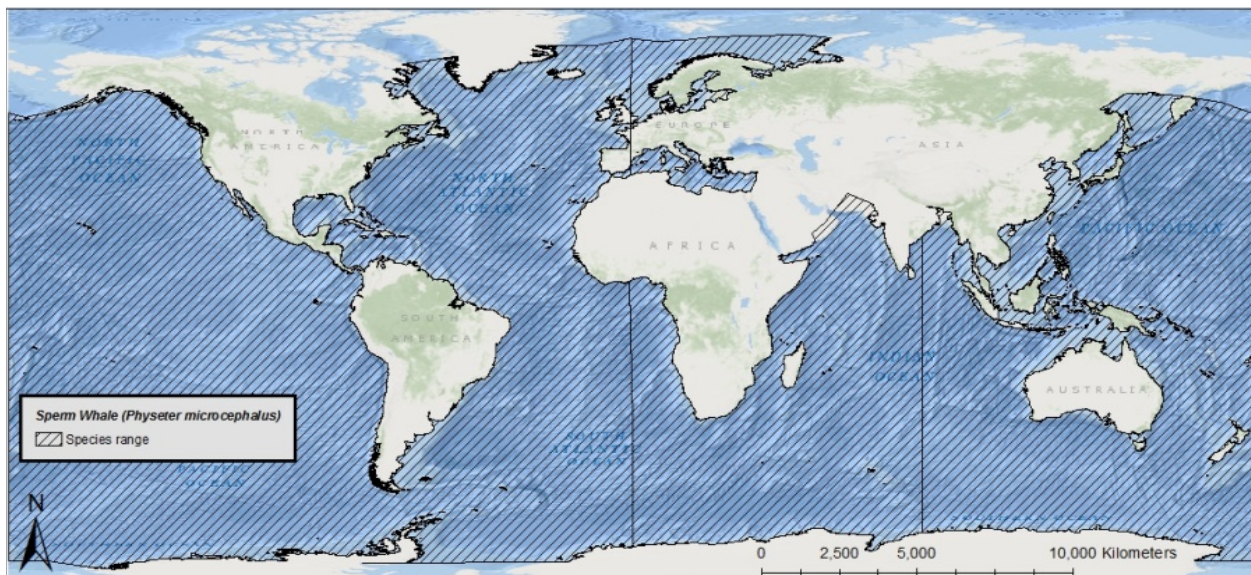 NORTH
PACIFIC
OCEAN
NORTH
AMERICA
NORTH
ATLANTIC
OCEAN
EUROPE
ASIA
AFRICA
PACIFIC OCEAN
SOUTH
AMERICA
INDIAN
OCEAN
AUSTRALIA
Sperm Whale (Physeter microcephalus)
Species range
SOUTH
ATLANTIC
OCEAN
PACIFIC
OCEAN
N
0 2,500 5,000 10,000 Kilometers